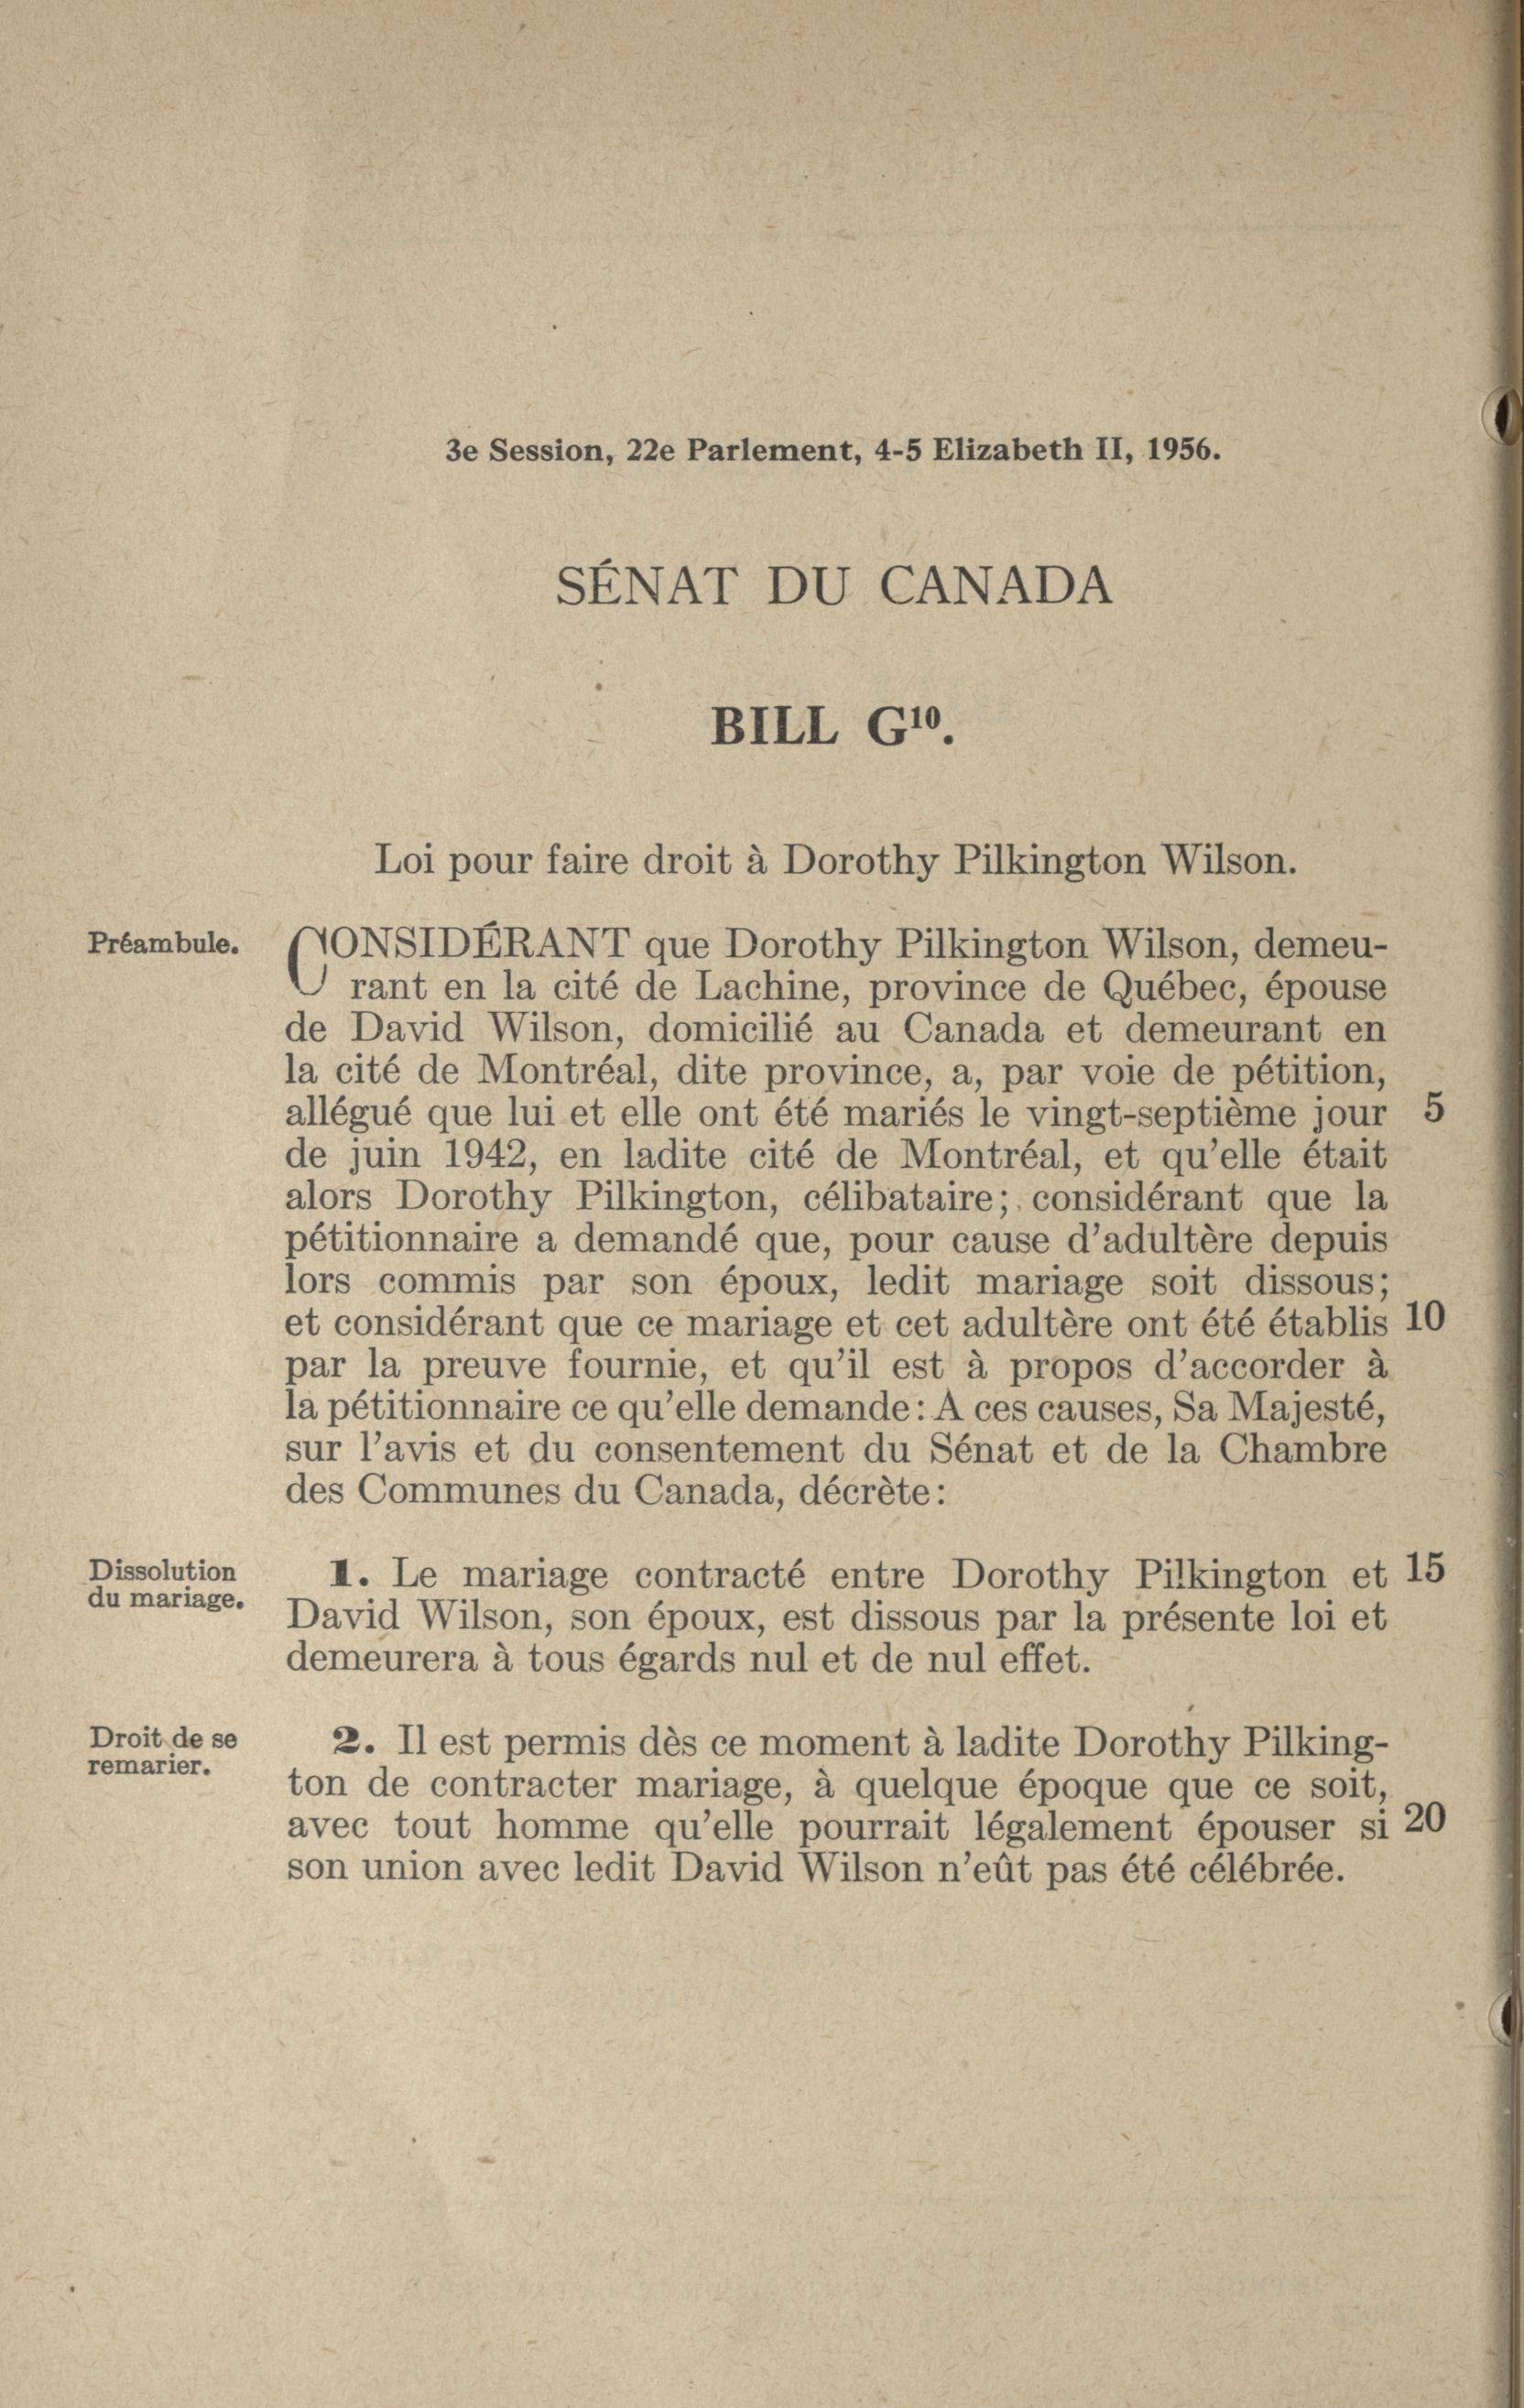 3e Session, 22e Parlement, 4-5 Elizabeth II, 1956.
SÉNAT DU CANADA
BILL G¹⁰.
Loi pour faire droit à Dorothy Pilkington Wilson.
Préambule.
CONSIDÉRANT que Dorothy Pilkington Wilson, demeu-
rant en la cité de Lachine, province de Québec, épouse
de David Wilson, domicilié au Canada et demeurant en
la cité de Montréal, dite province, a, par voie de pétition,
allégué que lui et elle ont été mariés le vingt-septième jour 5
de juin 1942, en ladite cité de Montréal, et qu'elle était
alors Dorothy Pilkington, célibataire; considérant que la
pétitionnaire a demandé que, pour cause d'adultère depuis
lors commis par son époux, ledit mariage soit dissous;
et considérant que ce mariage et cet adultère ont été établis 10
par la preuve fournie, et qu'il est à propos d'accorder à
la pétitionnaire ce qu'elle demande: A ces causes, Sa Majesté,
sur l'avis et du consentement du Sénat et de la Chambre
des Communes du Canada, décrète:
Dissolution
du mariage.
1. Le mariage contracté entre Dorothy Pilkington et 15
David Wilson, son époux, est dissous par la présente loi et
demeurera à tous égards nul et de nul effet.
Droit de se
remarier.
2. Il est permis dès ce moment à ladite Dorothy Pilking-
ton de contracter mariage, à quelque époque que ce soit,
avec tout homme qu'elle pourrait légalement épouser si 20
son union avec ledit David Wilson n'eût pas été célébrée.